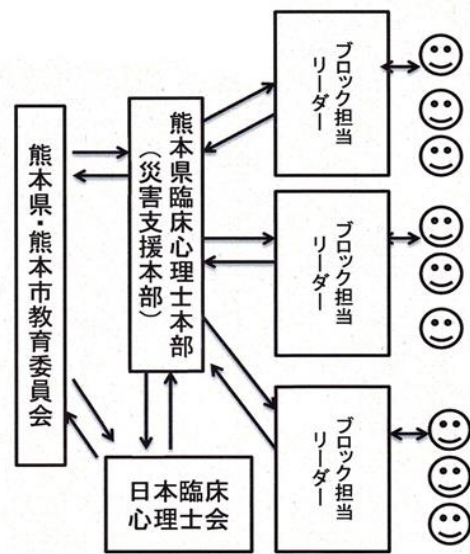 熊本県・熊本市教育委員会
熊本県臨床心理士本部
（災害支援本部）
ブロック担当
リーダー
ブロック担当
リーダー
ブロック担当
リーダー
日本臨床
心理士会